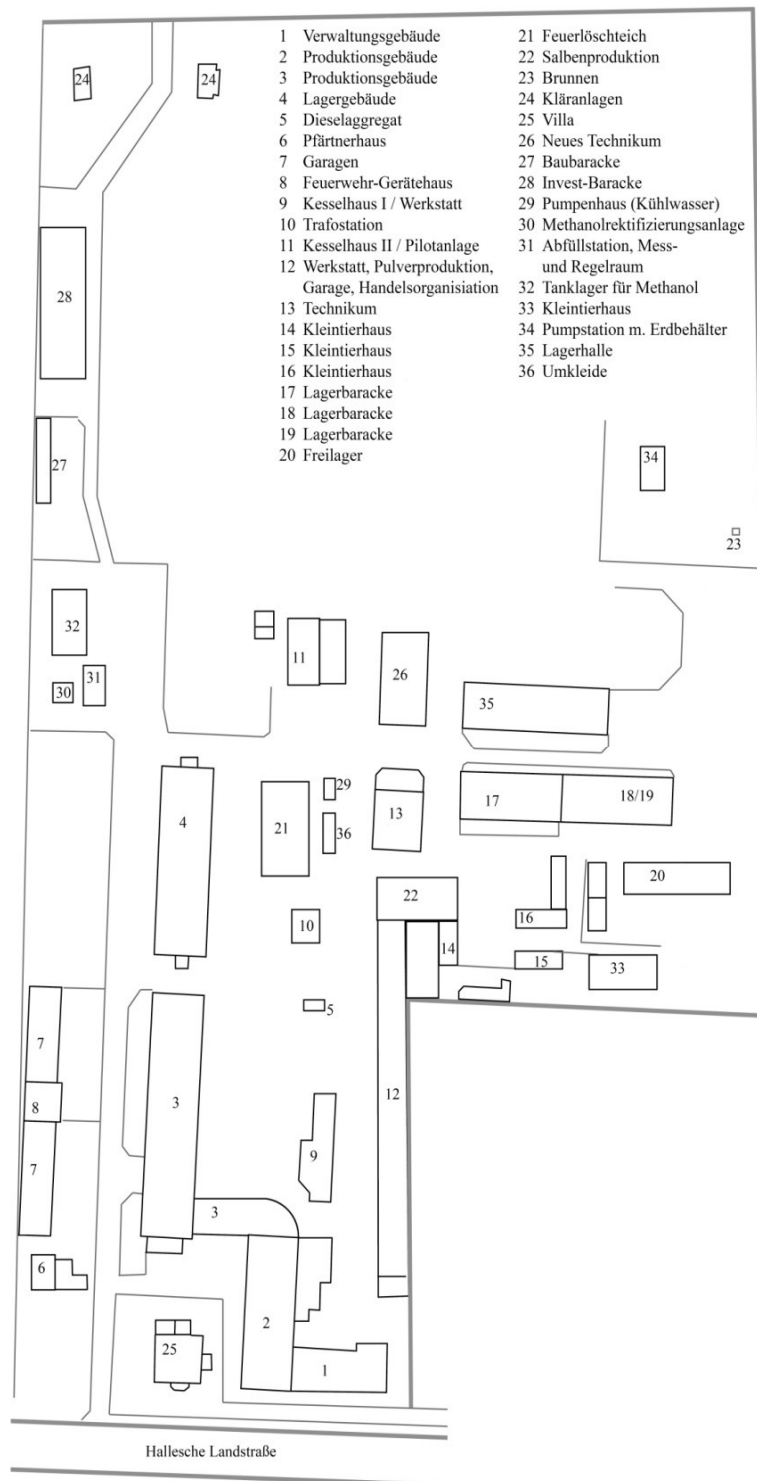 1 Verwaltungsgebäude
2 Produktionsgebäude
3 Produktionsgebäude
4 Lagergebäude
5 Dieselaggregat
6 Pfärtnerhaus
7 Garagen
8 Feuerwehr-Gerätehaus
9 Kesselhaus I / Werkstatt
10 Trafostation
11 Kesselhaus II / Pilotanlage
12 Werkstatt, Pulverproduktion,
Garage, Handelsorganisiation
13 Technikum
14 Kleintierhaus
15 Kleintierhaus
16 Kleintierhaus
17 Lagerbaracke
18 Lagerbaracke
19 Lagerbaracke
20 Freilager
21 Feuerlöschteich
22 Salbenproduktion
23 Brunnen
24 Kläranlagen
25 Villa
26 Neues Technikum
27 Baubaracke
28 Invest-Baracke
29 Pumpenhaus (Kühlwasser)
30 Methanolrektifizierungsanlage
31 Abfüllstation, Mess-
und Regelraum
32 Tanklager für Methanol
33 Kleintierhaus
34 Pumpstation m. Erdbehälter
35 Lagerhalle
36 Umkleide
24
24
28
27
34
23
32
31
30
11
26
35
4
21
29
36
13
17
18/19
22
20
16
10
14
15
33
5
7
8
7
3
12
9
3
6
2
25
1
Hallesche Landstraße